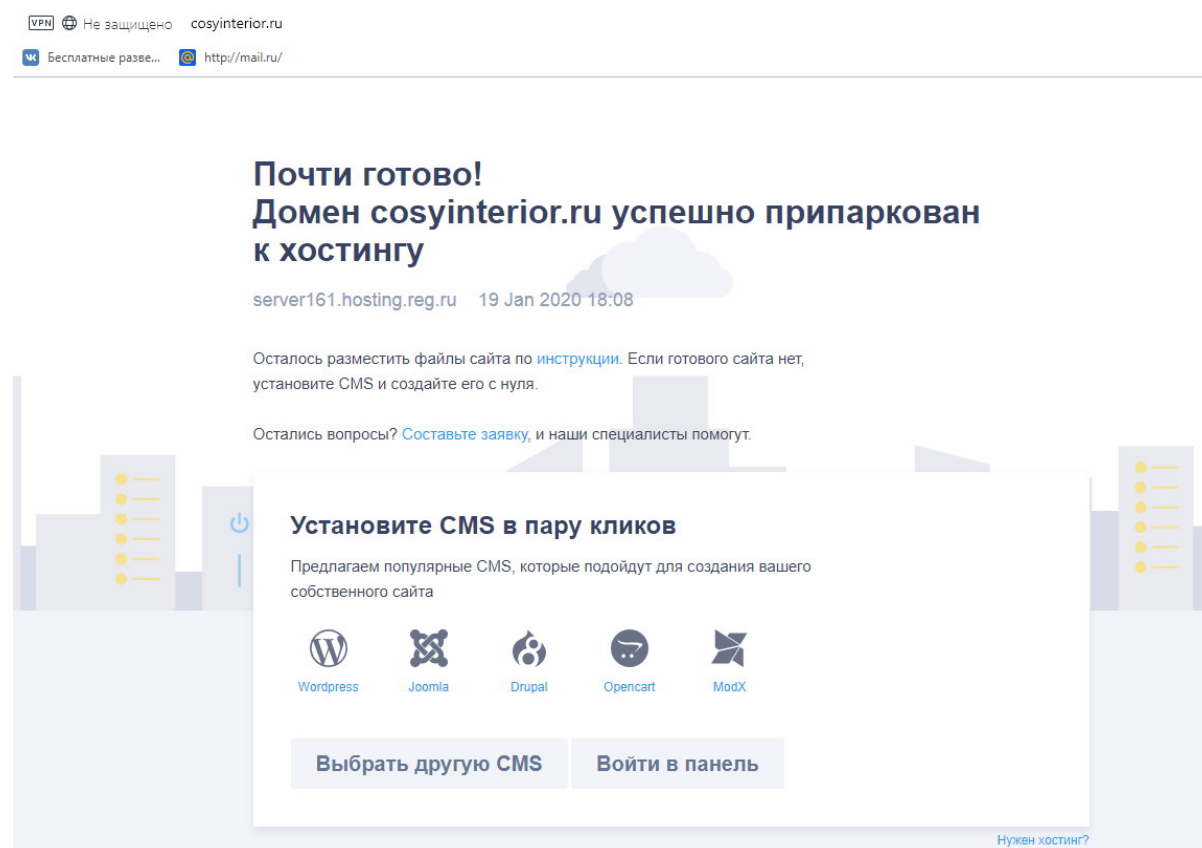 VPN Не защищено cosyinterior.ru
Бесплатные разве... http://mail.ru/
Почти готово!
Домен cosyinterior.ru успешно припаркован
к хостингу
server161.hosting.reg.ru 19 Jan 2020 18:08
Осталось разместить файлы сайта по инструкции. Если готового сайта нет,
установите CMS и создайте его с нуля.
Остались вопросы? Составьте заявку, и наши специалисты помогут.
Установите CMS в пару кликов
Предлагаем популярные CMS, которые подойдут для создания вашего
собственного сайта
Wordpress Joomla Drupal Opencart ModX
Выбрать другую CMS Войти в панель
Нужен хостинг?